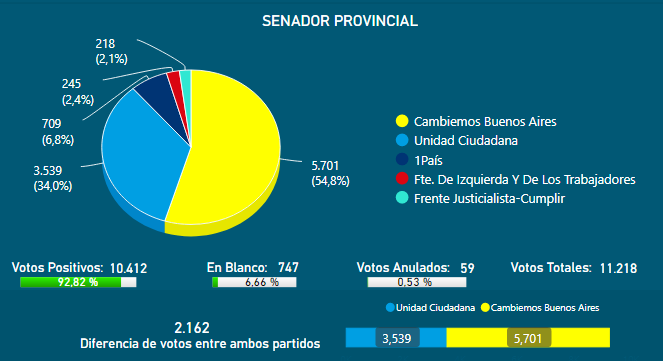 SENADOR PROVINCIAL
218
(2,1%)
245
(2,4%)
709
(6,8%)
3.539
(34,0%)
5.701
(54,8%)
Cambiemos Buenos Aires
Unidad Ciudadana
1País
Fte. De Izquierda Y De Los Trabajadores
Frente Justicialista-Cumplir
Votos Positivos: 10.412
92,82 %
En Blanco: 747
6,66 %
Votos Anulados: 59
0,53 %
Votos Totales: 11.218
Unidad Ciudadana Cambiemos Buenos Aires
2.162
Diferencia de votos entre ambos partidos
3,539 5,701